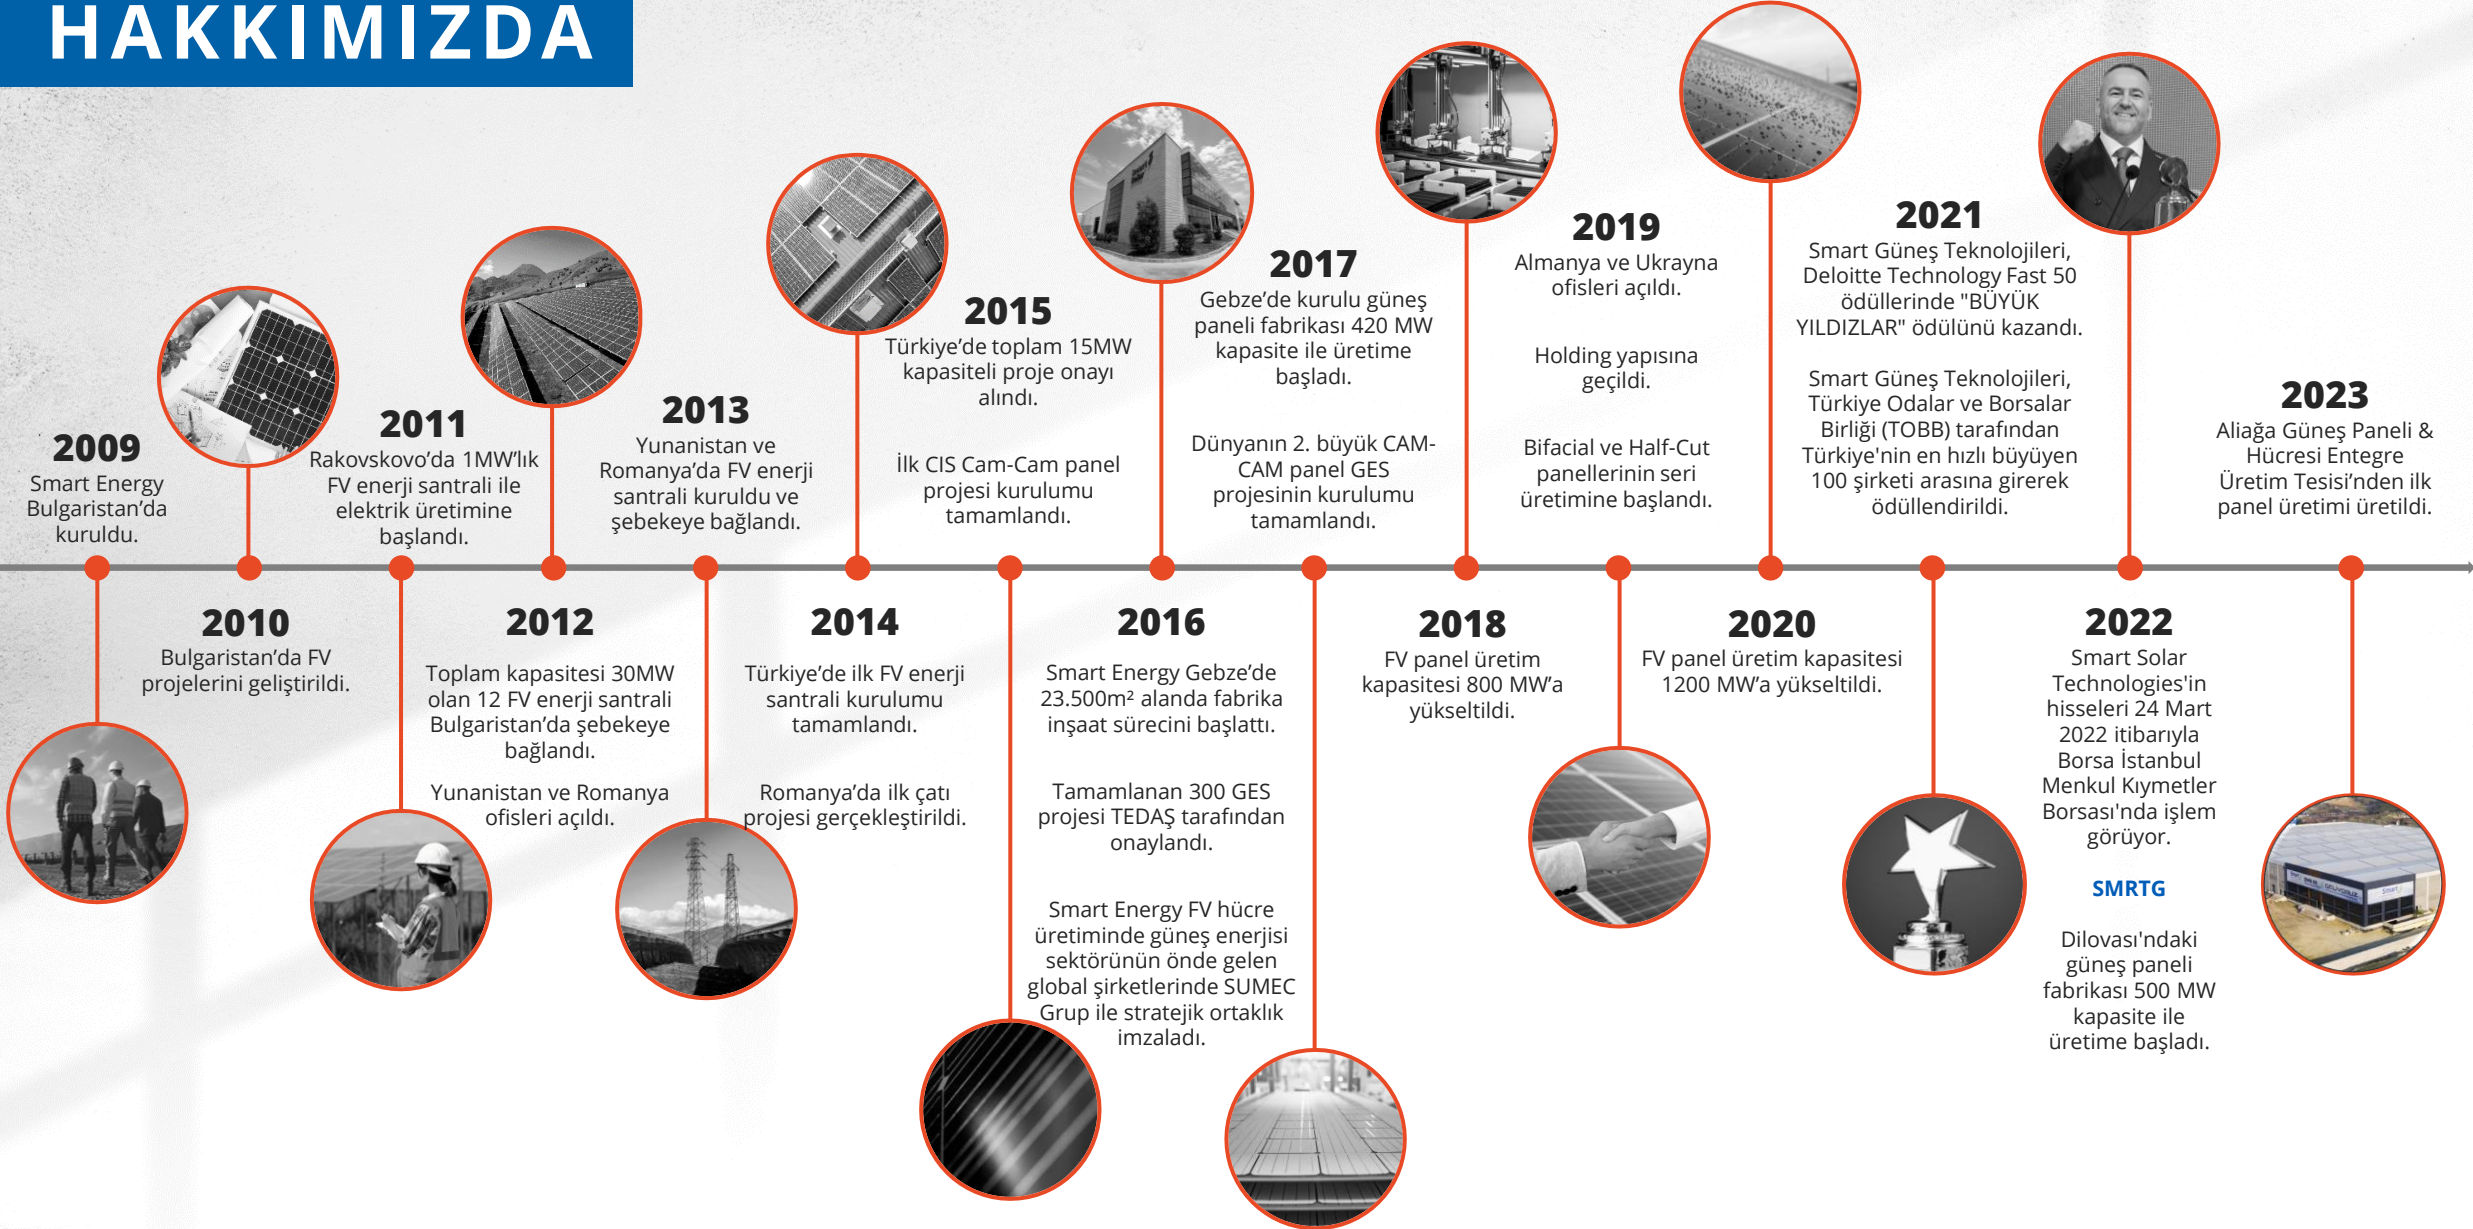 HAKKIMIZDA
2009
Smart Energy
Bulgaristan’da
kuruldu.
2010
Bulgaristan’da FV
projelerini geliştirildi.
2011
Rakovskovo’da 1MW’lık
FV enerji santrali ile
elektrik üretimine
başlandı.
2012
Toplam kapasitesi 30MW
olan 12 FV enerji santrali
Bulgaristan’da şebekeye
bağlandı.
Yunanistan ve Romanya
ofisleri açıldı.
2013
Yunanistan ve
Romanya’da FV enerji
santrali kuruldu ve
şebekeye bağlandı.
2014
Türkiye’de ilk FV enerji
santrali kurulumu
tamamlandı.
Romanya’da ilk çatı
projesi gerçekleştirildi.
2015
Türkiye’de toplam 15MW
kapasiteli proje onayı
alındı.
İlk CIS Cam-Cam panel
projesi kurulumu
tamamlandı.
2016
Smart Energy Gebze’de
23.500m² alanda fabrika
inşaat sürecini başlattı.
Tamamlanan 300 GES
projesi TEDAŞ tarafından
onaylandı.
Smart Energy FV hücre
üretiminde güneş enerjisi
sektörünün önde gelen
global şirketlerinde SUMEC
Grup ile stratejik ortaklık
imzaladı.
2017
Gebze’de kurulu güneş
paneli fabrikası 420 MW
kapasite ile üretime
başladı.
Dünyanın 2. büyük CAM-
CAM panel GES
projesinin kurulumu
tamamlandı.
2018
FV panel üretim
kapasitesi 800 MW’a
yükseltildi.
2019
Almanya ve Ukrayna
ofisleri açıldı.
Holding yapısına
geçildi.
Bifacial ve Half-Cut
panellerinin seri
üretimine başlandı.
2020
FV panel üretim kapasitesi
1200 MW’a yükseltildi.
2021
Smart Güneş Teknolojileri,
Deloitte Technology Fast 50
ödüllerinde "BÜYÜK
YILDIZLAR" ödülünü kazandı.
Smart Güneş Teknolojileri,
Türkiye Odalar ve Borsalar
Birliği (TOBB) tarafından
Türkiye'nin en hızlı büyüyen
100 şirketi arasına girerek
ödüllendirildi.
2022
Smart Solar
Technologies'in
hisseleri 24 Mart
2022 itibarıyla
Borsa İstanbul
Menkul Kıymetler
Borsası'nda işlem
görüyor.
SMRTG
Dilovası'ndaki
güneş paneli
fabrikası 500 MW
kapasite ile
üretime başladı.
2023
Aliağa Güneş Paneli &
Hücresi Entegre
Üretim Tesisi’nden ilk
panel üretimi üretildi.